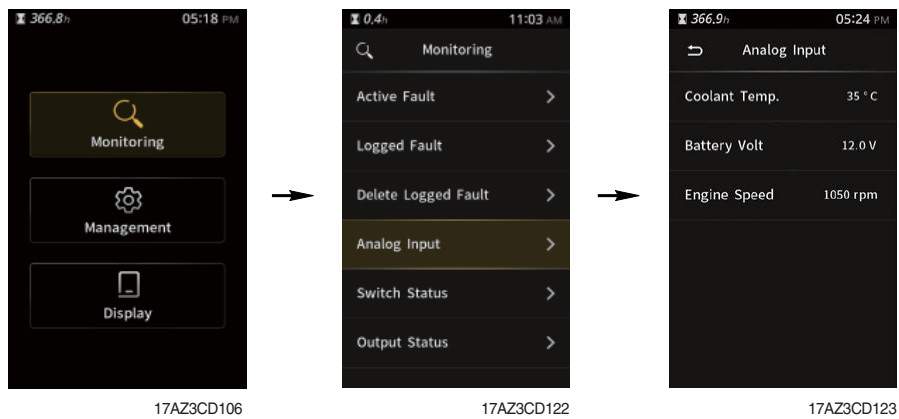 366.8h 05:18 PM
Monitoring
Management
Display
17AZ3CD106
0.4h 11:03 AM
Monitoring
Active Fault
Logged Fault
Delete Logged Fault
Analog Input
Switch Status
Output Status
17AZ3CD122
366.9h 05:24 PM
Analog Input
Coolant Temp. 35 °C
Battery Volt 12.0 V
Engine Speed 1050 rpm
17AZ3CD123